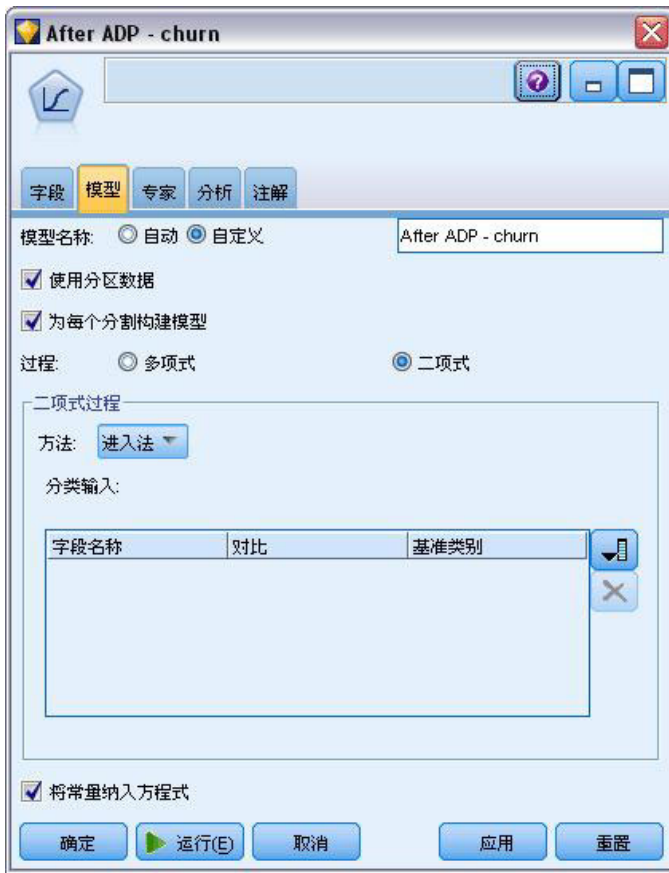 After ADP - churn
字段 模型 专家 分析 注解
模型名称: 自动 自定义 After ADP - churn
使用分区数据
为每个分割构建模型
过程: 多项式 二项式
二项式过程
方法: 进入法
分类输入:
字段名称 对比 基准类别
将常量纳入方程式
确定 运行(E) 取消 应用 重置